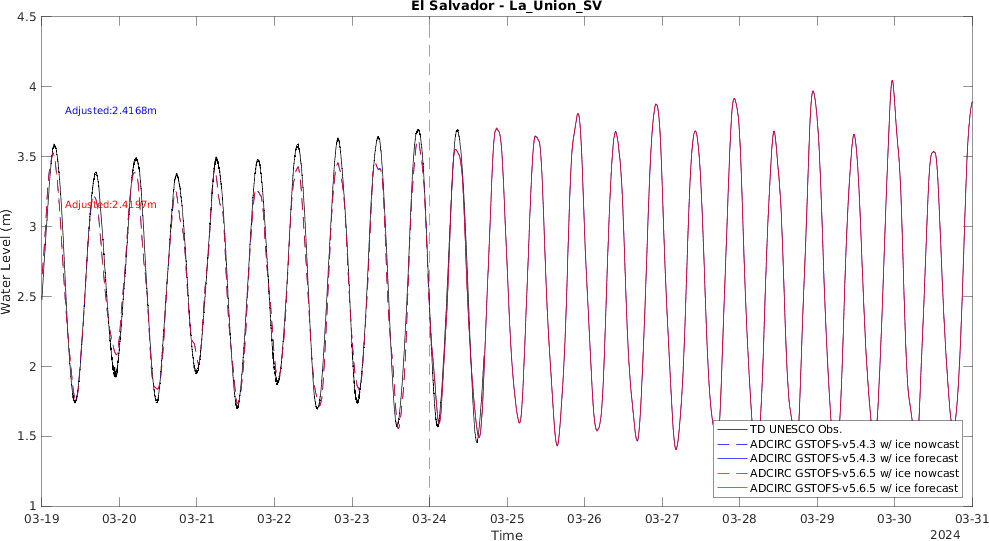 El Salvador - La_Union_SV
4.5
4
3.5
3
2.5
2
1.5
1
Water Level (m)
Adjusted:2.4168m
Adjusted:2.4197m
TD UNESCO Obs.
ADCIRC GSTOFS-v5.4.3 w/ ice nowcast
ADCIRC GSTOFS-v5.4.3 w/ ice forecast
ADCIRC GSTOFS-v5.6.5 w/ ice nowcast
ADCIRC GSTOFS-v5.6.5 w/ ice forecast
03-19 03-20 03-21 03-22 03-23 03-24 03-25 03-26 03-27 03-28 03-29 03-30 03-31
Time
2024